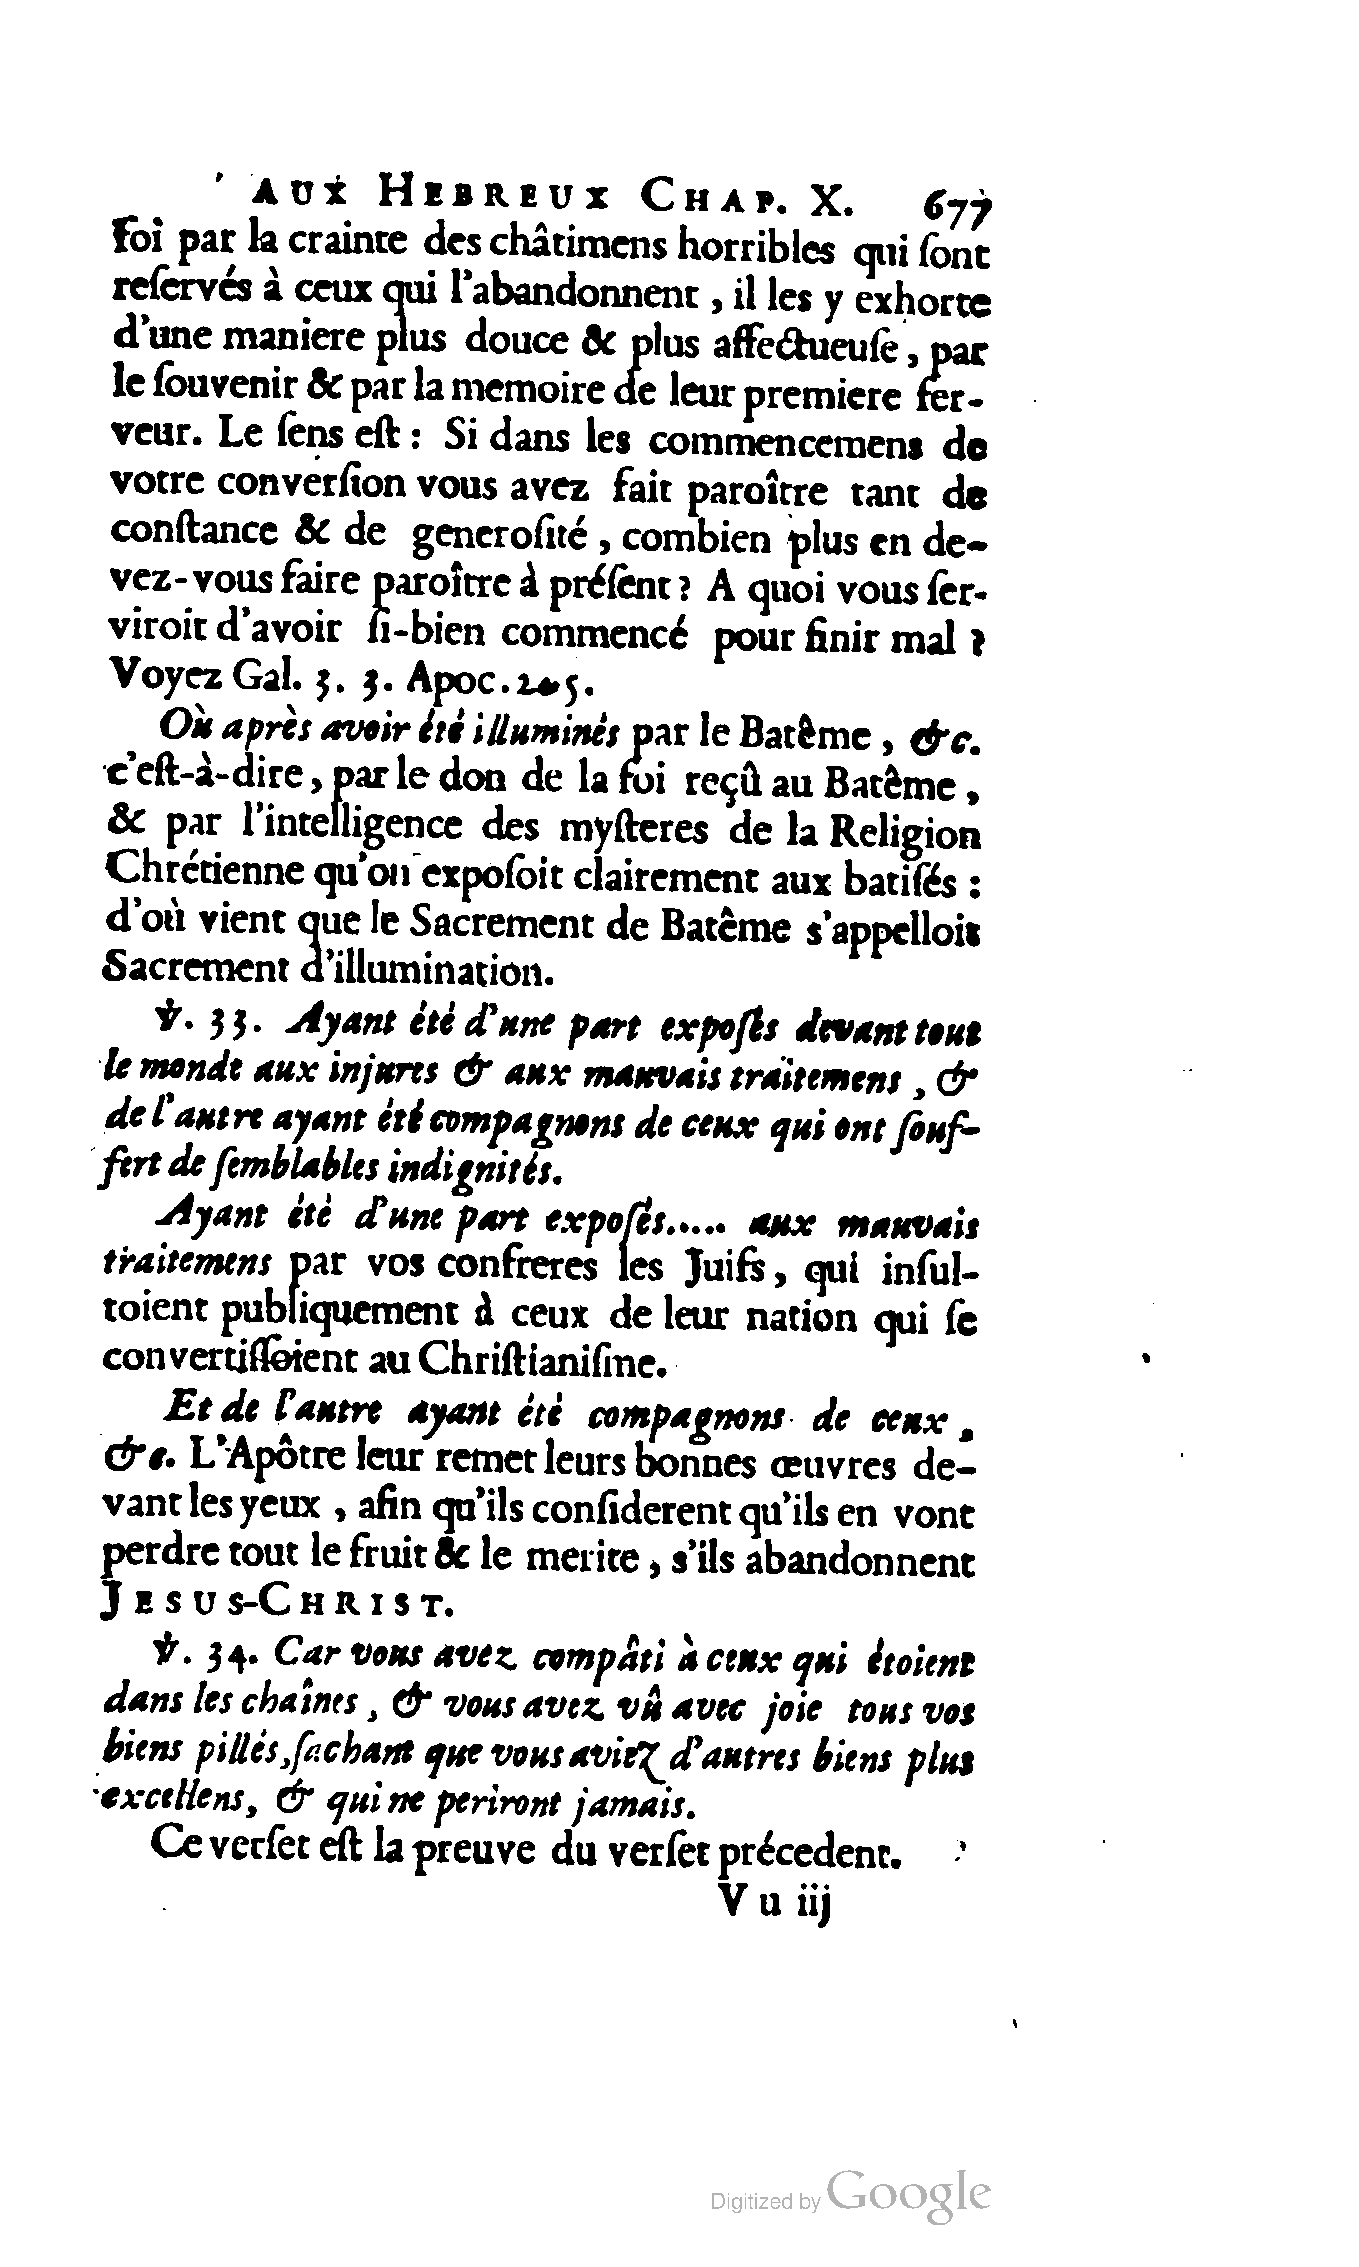 AUX HEBREUX CHAP. X. 677
Foi par la crainte des châtimens horribles qui ſont
reſervés à ceux qui l'abandonnent, il les y exhorte
d'une maniere plus douce & plus affectueuſe, par
le ſouvenir & par la memoire de leur premiere fer-
veur. Le ſens eſt : Si dans les commencemens de
votre converſion vous avez fait paroître tant de
conſtance & de generoſité, combien plus en de-
vez-vous faire paroître à préſent ? A quoi vous ſer-
viroit d'avoir ſi-bien commencé pour finir mal ?
Voyez Gal. 3. 3. Apoc. 2. 5.
Où après avoir été illuminés par le Batême, &c.
c'eſt-à-dire, par le don de la foi reçû au Batême,
& par l'intelligence des myſteres de la Religion
Chrétienne qu'on expoſoit clairement aux batiſés :
d'où vient que le Sacrement de Batême s'appelloit
Sacrement d'illumination.
℣. 33. Ayant été d'une part expoſés devant tout
le monde aux injures & aux mauvais traitemens, &
de l'autre ayant été compagnons de ceux qui ont ſouf-
fert de ſemblables indignités.
Ayant été d'une part expoſés..... aux mauvais
traitemens par vos confreres les Juifs, qui inſul-
toient publiquement à ceux de leur nation qui ſe
convertiſſoient au Chriſtianiſme.
Et de l'autre ayant été compagnons de ceux,
&c. L'Apôtre leur remet leurs bonnes œuvres de-
vant les yeux, afin qu'ils conſiderent qu'ils en vont
perdre tout le fruit & le merite, s'ils abandonnent
JESUS-CHRIST.
℣. 34. Car vous avez compâti à ceux qui étoient
dans les chaînes, & vous avez vû avec joie tous vos
biens pillés, ſachant que vous aviez d'autres biens plus
excellens, & qui ne periront jamais.
Ce verſet eſt la preuve du verſet précedent.
V u iij
Digitized by Google